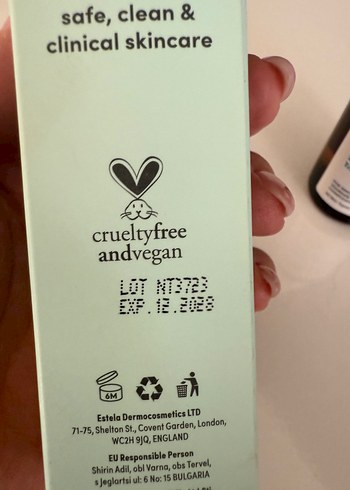 safe, clean &
clinical skincare
crueltyfree
andvegan
LOT NT3723
EXP.12.2028
6M
Estela Dermocosmetics LTD
71-75, Shelton St., Covent Garden, London,
WC2H 9JQ, ENGLAND
EU Responsible Person
Shirin Adil, obl Varna, obs Tervel,
s Jeglartsi ul: 6 No: 15 BULGARIA